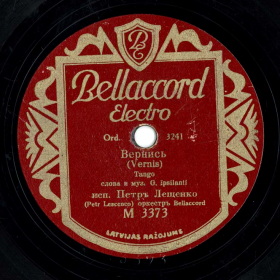 B
Bellaccord
Electro
Ord. 3241
Вернись
(Vernis)
Tango
слова и муз. G. Ipsilanti
исп. Петръ Лещенко
(Petr Lescenco) оркестръ Bellaccord
M 3373
LATVIJAS RAŽOJUMS